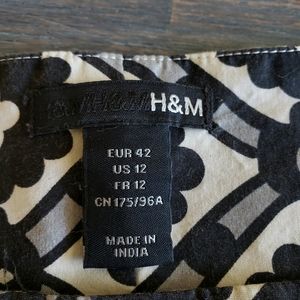 H&M
EUR 42
US 12
FR 12
CN 175/96A
MADE IN
INDIA